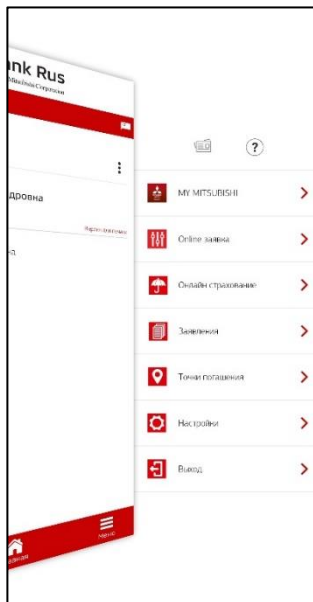 nk Rus
дровна
?
MY MITSUBISHI
Online заявка
Онлайн страхование
Заявления
Точки погашения
Настройки
Выход
Меню